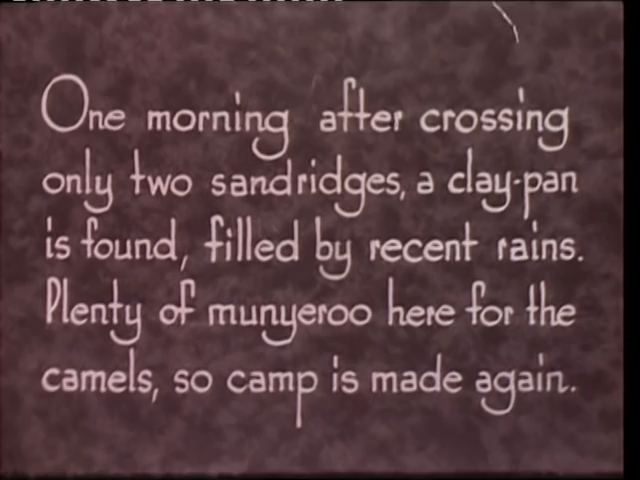 One morning after crossing
only two sandridges, a clay-pan
is found, filled by recent rains.
Plenty of munyeroo here for the
camels, so camp is made again.